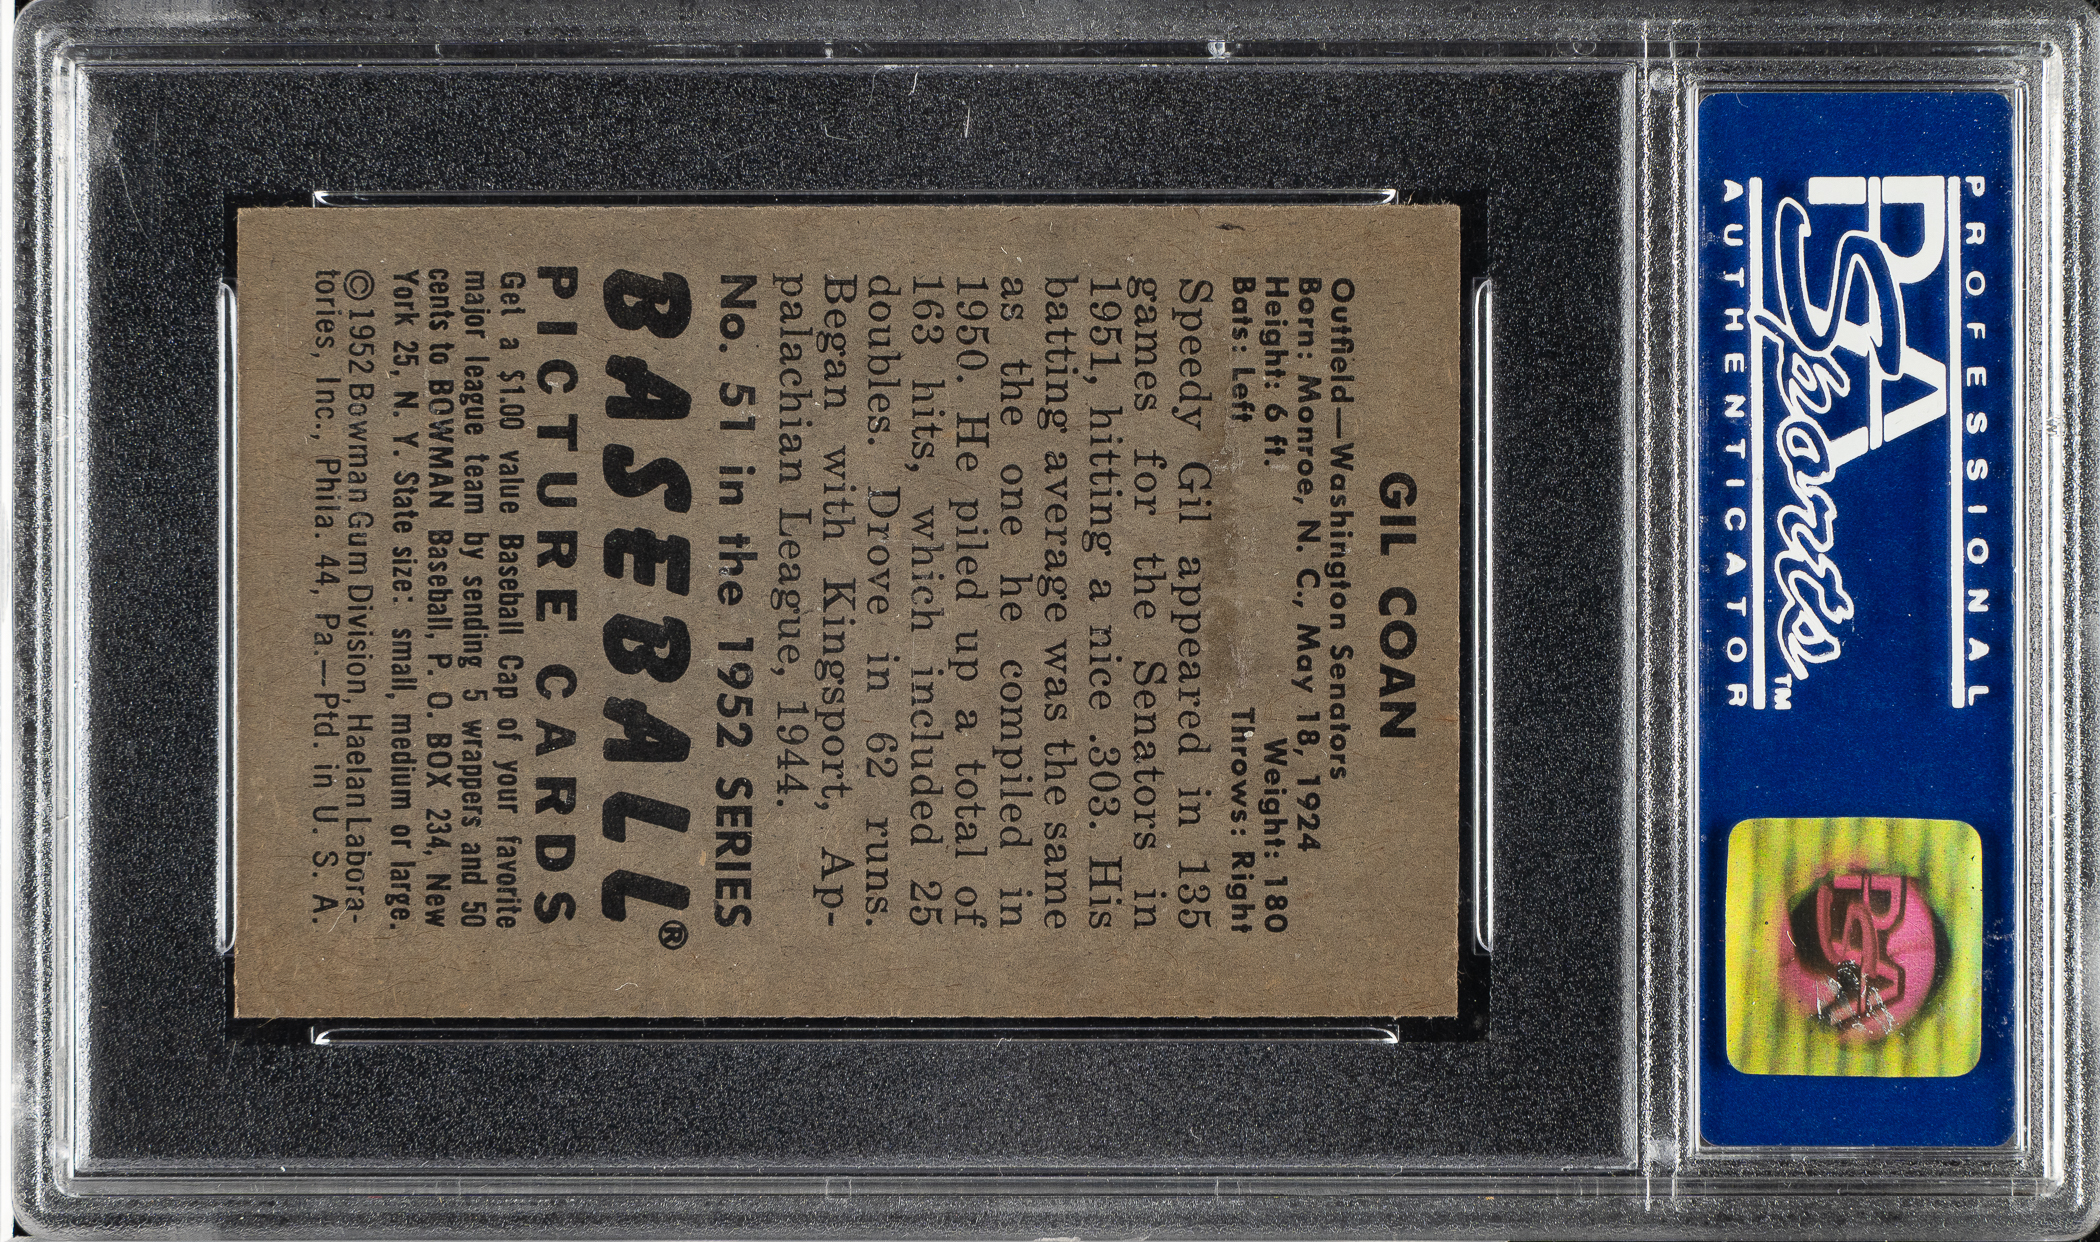 PROFESSIONAL
PSA
Sports™
AUTHENTICATOR
PSA
GIL COAN
Outfield—Washington Senators
Born: Monroe, N. C., May 18, 1924
Height: 6 ft. Weight: 180
Bats: Left Throws: Right
Speedy Gil appeared in 135
games for the Senators in
1951, hitting a nice .303. His
batting average was the same
as the one he compiled in
1950. He piled up a total of
163 hits, which included 25
doubles. Drove in 62 runs.
Began with Kingsport, Ap-
palachian League, 1944.
No. 51 in the 1952 SERIES
BASEBALL®
PICTURE CARDS
Get a $1.00 value Baseball Cap of your favorite
major league team by sending 5 wrappers and 50
cents to BOWMAN Baseball, P. O. BOX 234, New
York 25, N. Y. State size: small, medium or large.
©1952 Bowman Gum Division, Haelan Labora-
tories, Inc., Phila. 44, Pa.—Ptd. in U. S. A.